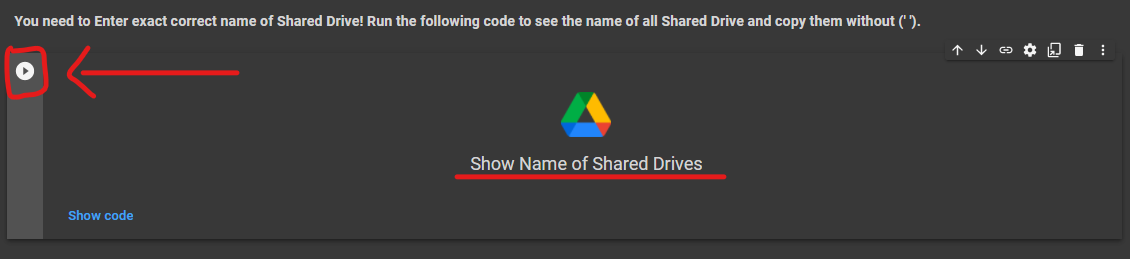 You need to Enter exact correct name of Shared Drive! Run the following code to see the name of all Shared Drive and copy them without (' ').
Show Name of Shared Drives
Show code